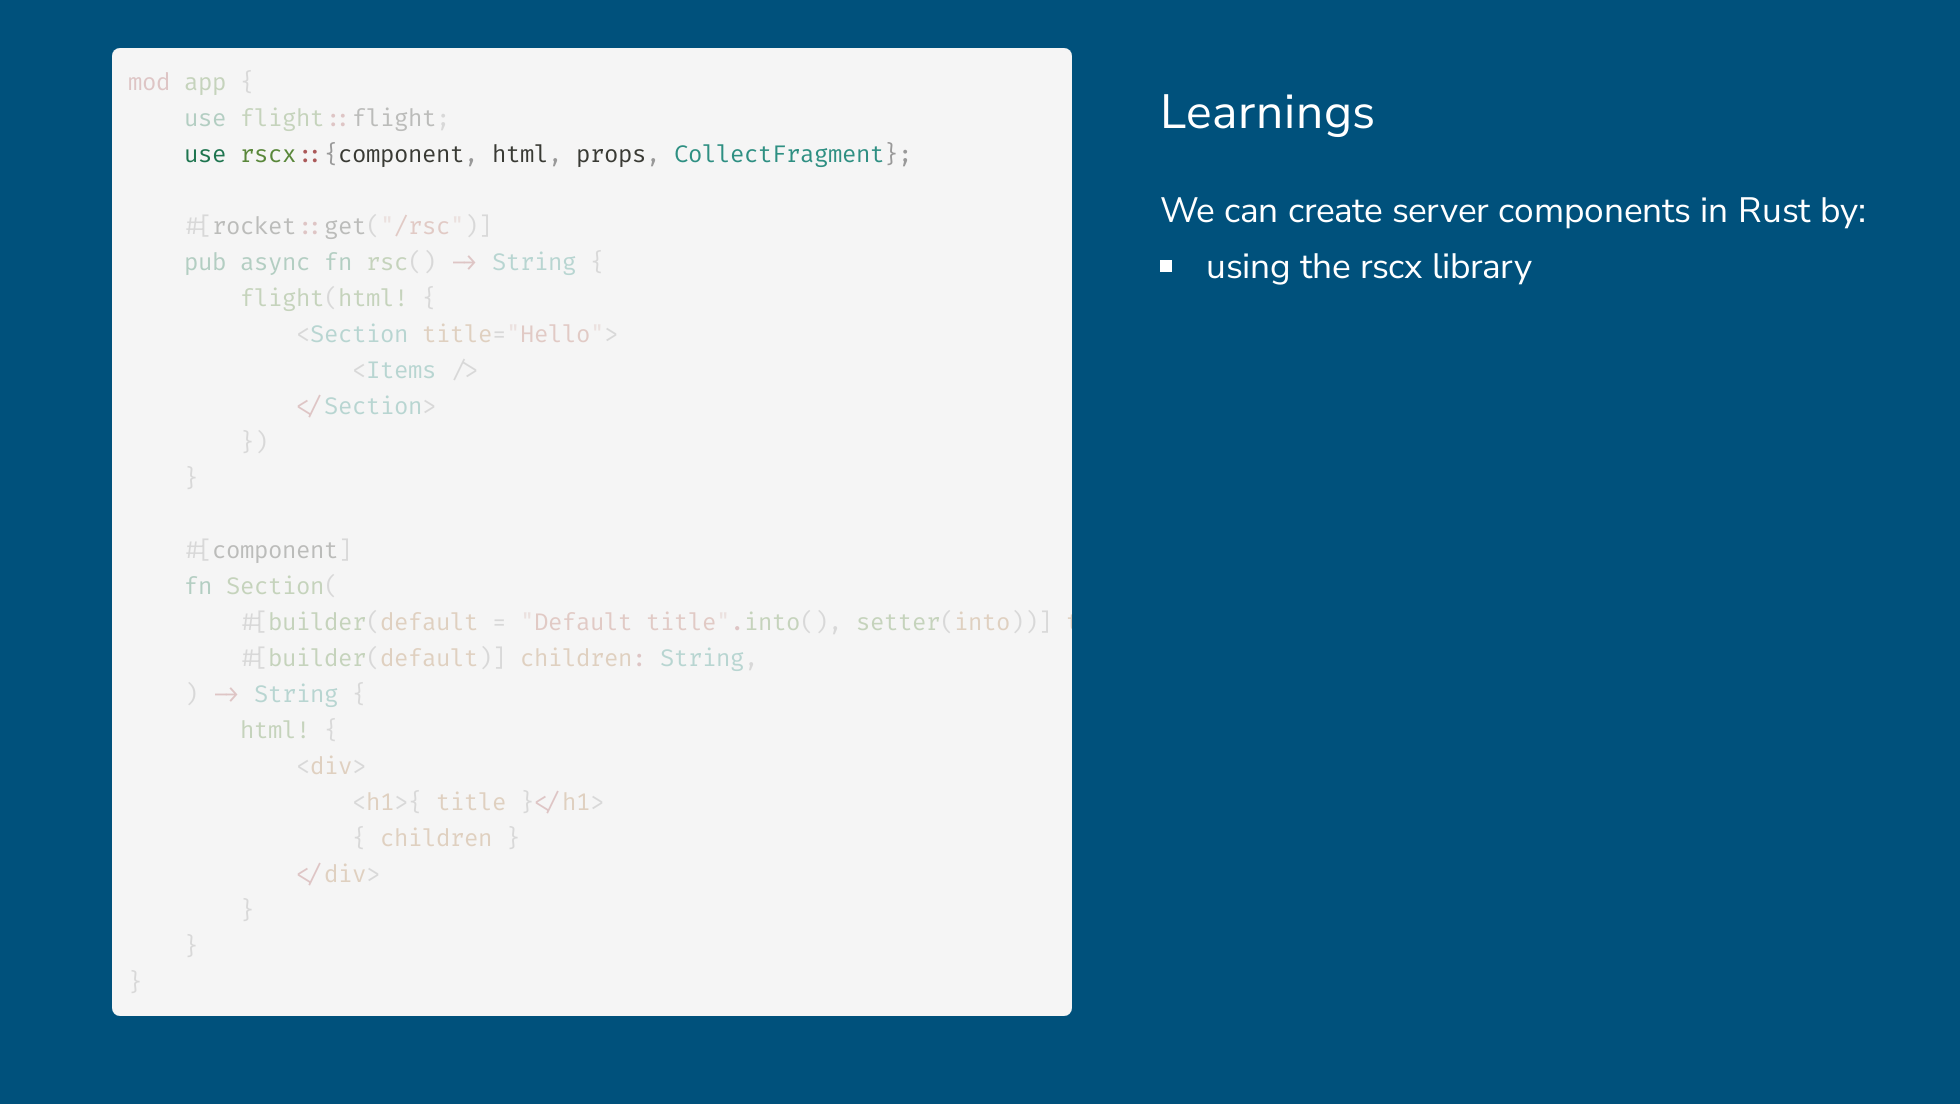 mod app {
    use flight::flight;
    use rscx::{component, html, props, CollectFragment};

    #[rocket::get("/rsc")]
    pub async fn rsc() -> String {
        flight(html! {
            <Section title="Hello">
                <Items />
            </Section>
        })
    }

    #[component]
    fn Section(
        #[builder(default = "Default title".into(), setter(into))]
        #[builder(default)] children: String,
    ) -> String {
        html! {
            <div>
                <h1>{ title }</h1>
                { children }
            </div>
        }
    }
}
Learnings
We can create server components in Rust by:
▪ using the rscx library